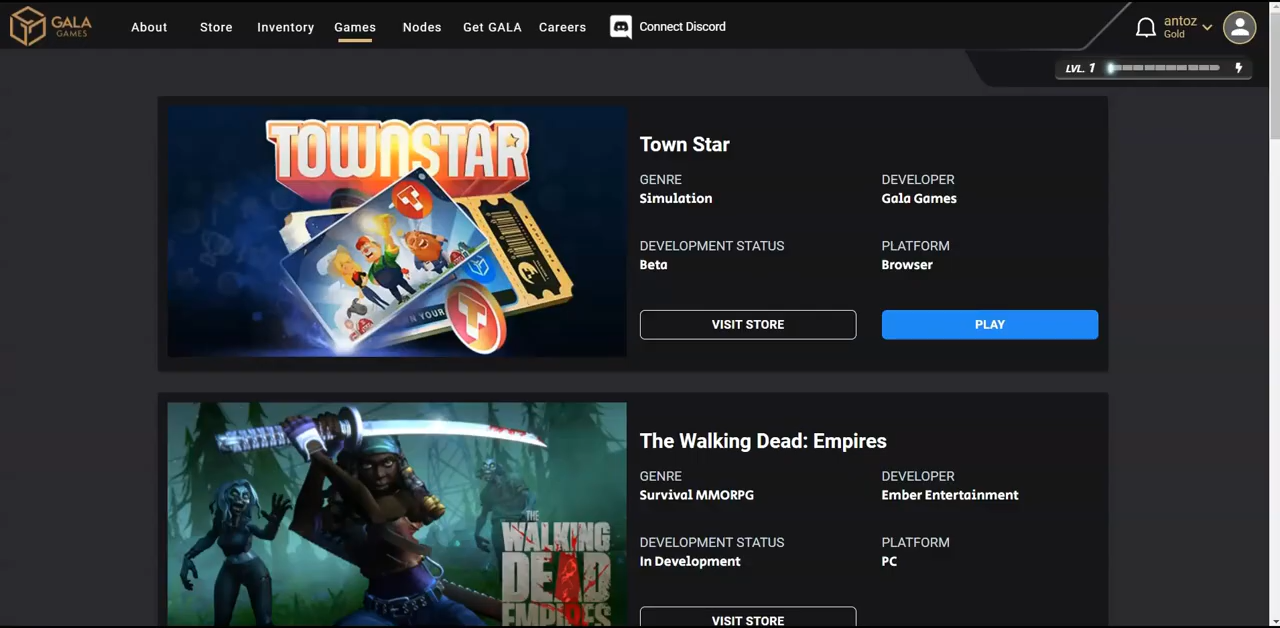 GALA
GAMES
About
Store
Inventory
Games
Nodes
Get GALA
Careers
Connect Discord
antoz
Gold
LVL. 1
TOWNSTAR
Town Star
GENRE
Simulation
DEVELOPER
Gala Games
DEVELOPMENT STATUS
Beta
PLATFORM
Browser
VISIT STORE
PLAY
THE
WALKING
DEAD
EMPIRES
The Walking Dead: Empires
GENRE
Survival MMORPG
DEVELOPER
Ember Entertainment
DEVELOPMENT STATUS
In Development
PLATFORM
PC
VISIT STORE